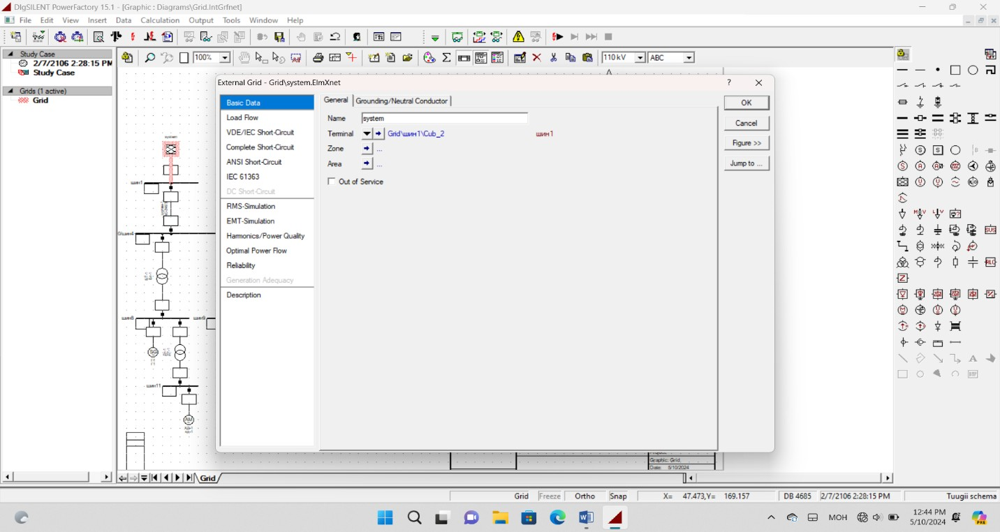 DIgSILENT PowerFactory 15.1 - [Graphic : Diagrams\Grid.IntGrfnet]
File Edit View Insert Data Calculation Output Tools Window Help
Study Case
2/7/2106 2:28:15 PM
Study Case
Grids (1 active)
Grid
100%
110 kV
ABC
External Grid - Grid\system.ElmXnet
?
Basic Data
Load Flow
VDE/IEC Short-Circuit
Complete Short-Circuit
ANSI Short-Circuit
IEC 61363
DC Short-Circuit
RMS-Simulation
EMT-Simulation
Harmonics/Power Quality
Optimal Power Flow
Reliability
Generation Adequacy
Description
General Grounding/Neutral Conductor
Name system
Terminal Grid\шин1\Cub_2 шин1
Zone ...
Area ...
Out of Service
OK
Cancel
Figure >>
Jump to ...
system
шин1
шин4
шин8
шин9
SG
шин11
AM
Graphic: Grid
Date: 5/10/2024
Grid
Grid Freeze Ortho Snap X= 47.473,Y= 169.157 DB 4685 2/7/2106 2:28:15 PM Tuugii schema
МОН
12:44 PM
5/10/2024
PRE